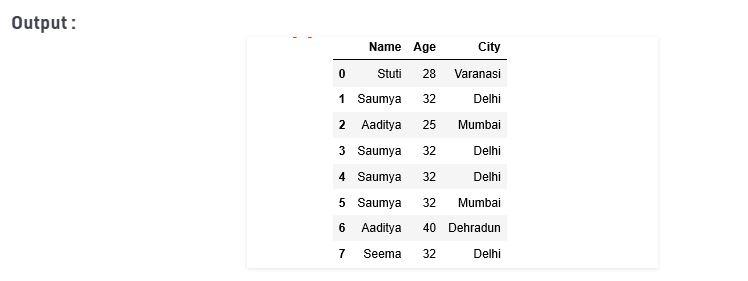 Output :
Name Age City
0 Stuti 28 Varanasi
1 Saumya 32 Delhi
2 Aaditya 25 Mumbai
3 Saumya 32 Delhi
4 Saumya 32 Delhi
5 Saumya 32 Mumbai
6 Aaditya 40 Dehradun
7 Seema 32 Delhi